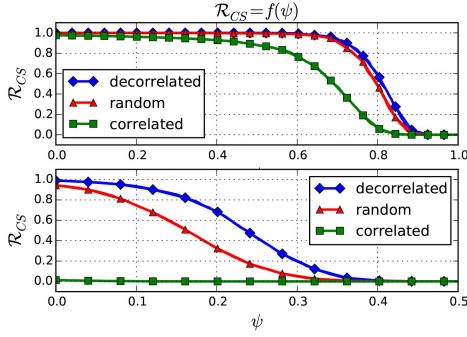 R_CS=f(ψ)
1.0
0.8
0.6
0.4
0.2
0.0
R_CS
decorrelated
random
correlated
0.0 0.2 0.4 0.6 0.8 1.0
1.0
0.8
0.6
0.4
0.2
0.0
R_CS
decorrelated
random
correlated
0.0 0.1 0.2 0.3 0.4 0.5
ψ